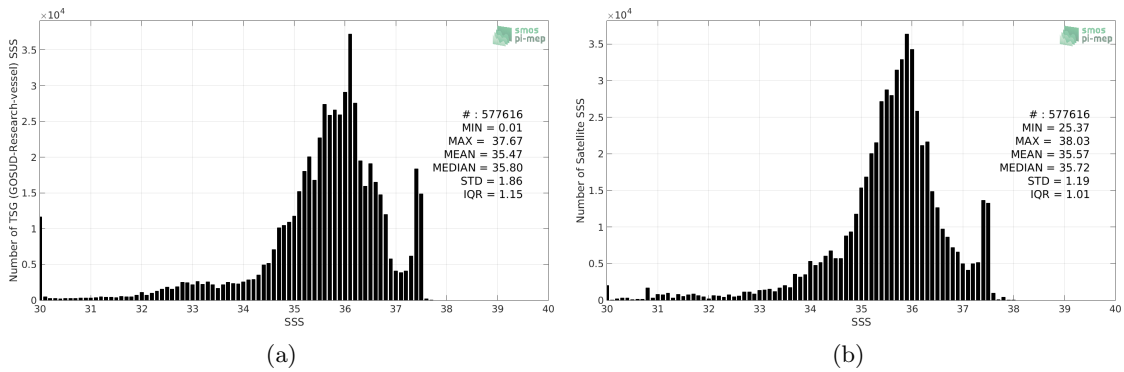 ×10⁴
smos
pi-mep
Number of TSG (GOSUD-Research-vessel) SSS
3.5
3
2.5
2
1.5
1
0.5
0
# : 577616
MIN = 0.01
MAX = 37.67
MEAN = 35.47
MEDIAN = 35.80
STD = 1.86
IQR = 1.15
30 31 32 33 34 35 36 37 38 39 40
SSS
(a)
×10⁴
smos
pi-mep
Number of Satellite SSS
3.5
3
2.5
2
1.5
1
0.5
0
# : 577616
MIN = 25.37
MAX = 38.03
MEAN = 35.57
MEDIAN = 35.72
STD = 1.19
IQR = 1.01
30 31 32 33 34 35 36 37 38 39 40
SSS
(b)